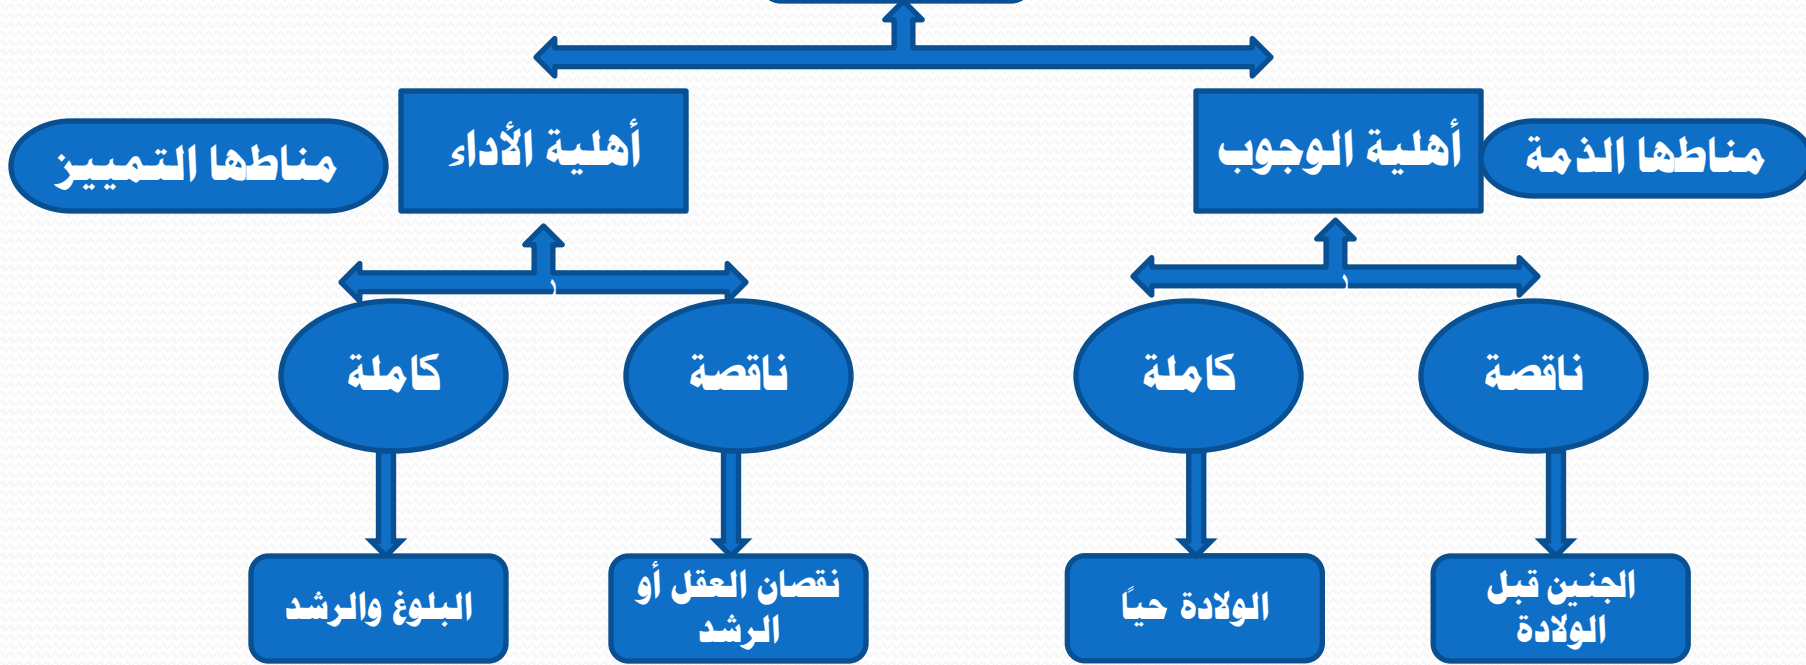 أهلية الوجوب
مناطها الذمة
أهلية الأداء
مناطها التمييز
ناقصة
كاملة
ناقصة
كاملة
الجنين قبل
الولادة
الولادة حياً
نقصان العقل أو
الرشد
البلوغ والرشد